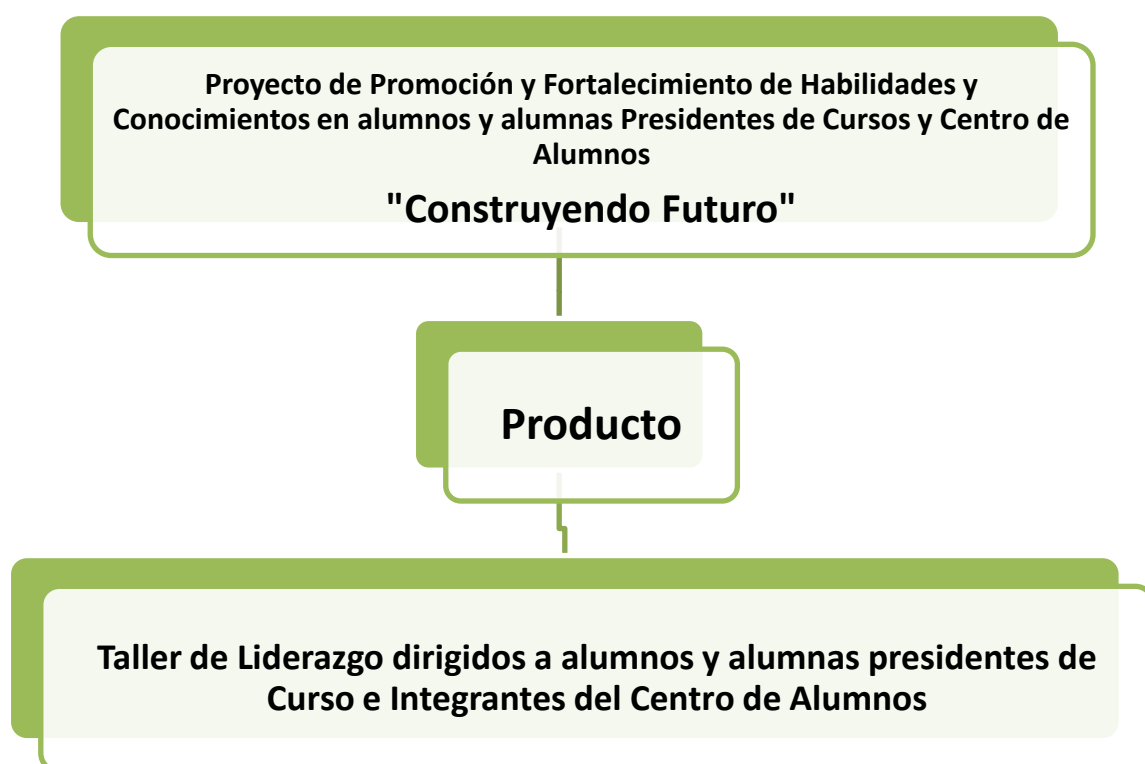 Proyecto de Promoción y Fortalecimiento de Habilidades y
Conocimientos en alumnos y alumnas Presidentes de Cursos y Centro de
Alumnos
"Construyendo Futuro"
Producto
Taller de Liderazgo dirigidos a alumnos y alumnas presidentes de
Curso e Integrantes del Centro de Alumnos